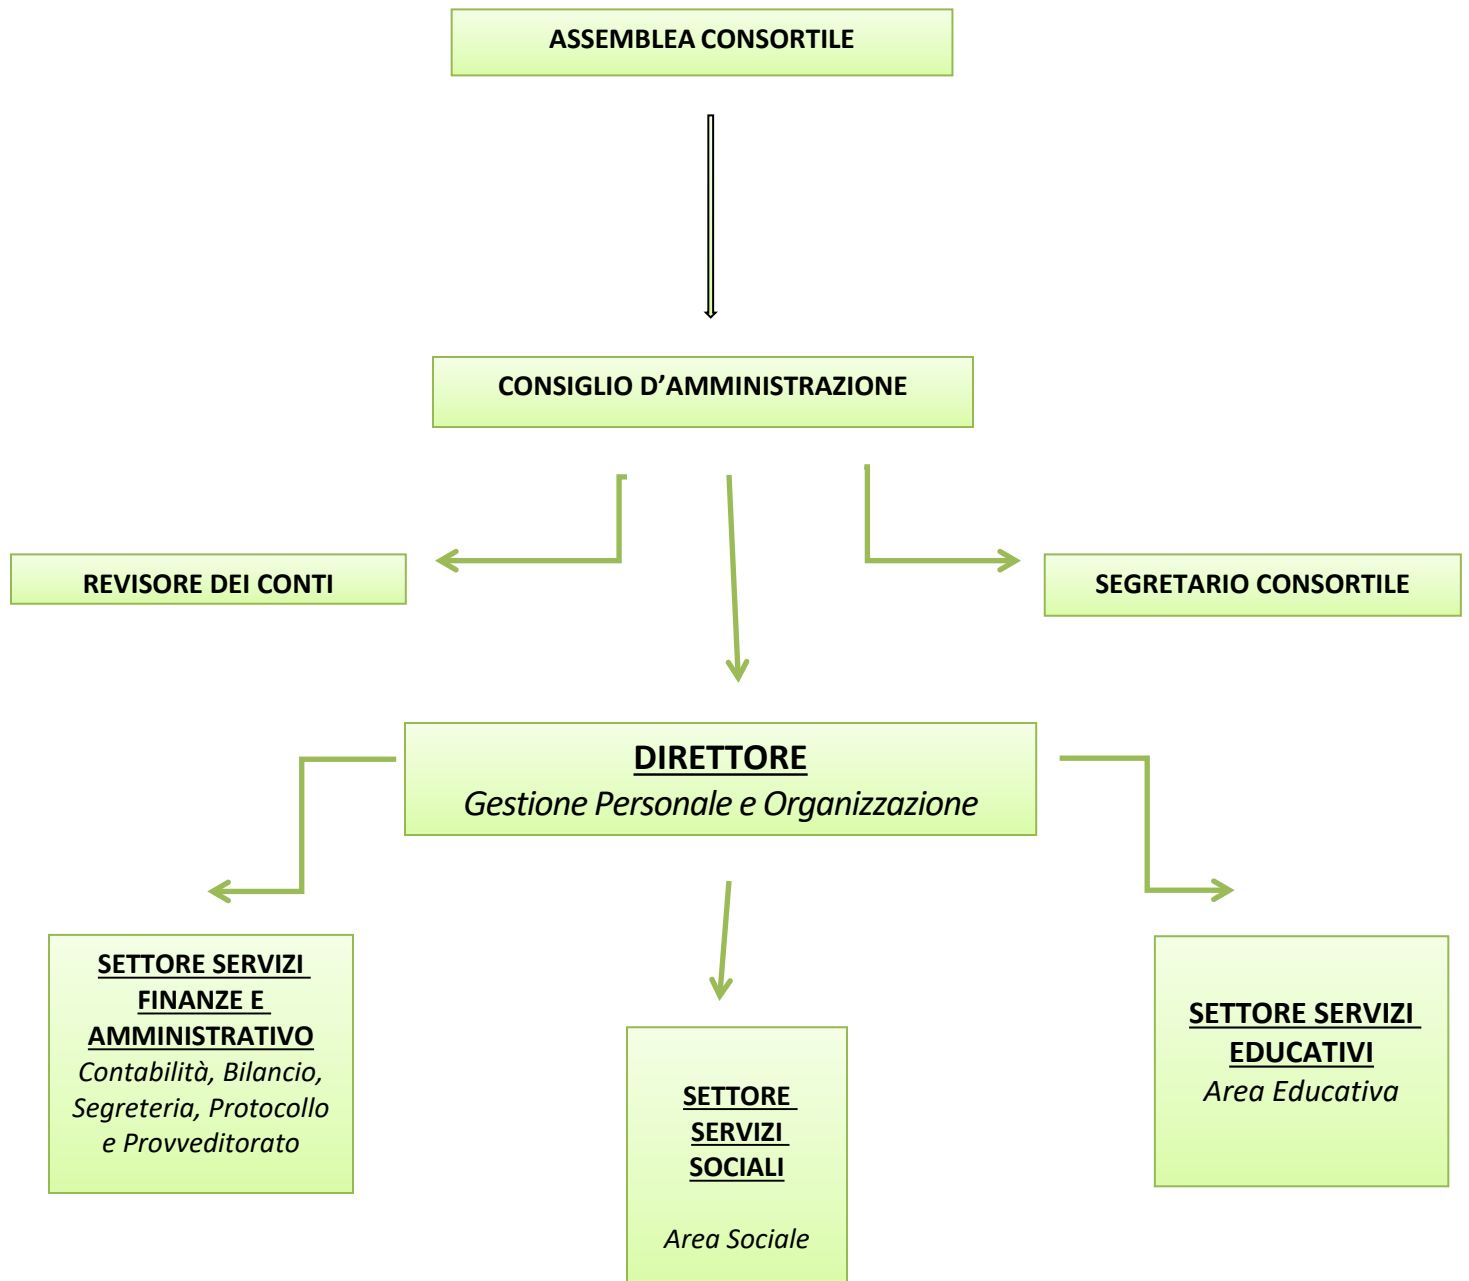 ASSEMBLEA CONSORTILE
CONSIGLIO D’AMMINISTRAZIONE
REVISORE DEI CONTI
SEGRETARIO CONSORTILE
DIRETTORE
Gestione Personale e Organizzazione
SETTORE SERVIZI
FINANZE E
AMMINISTRATIVO
Contabilità, Bilancio,
Segreteria, Protocollo
e Provveditorato
SETTORE
SERVIZI
SOCIALI
Area Sociale
SETTORE SERVIZI
EDUCATIVI
Area Educativa